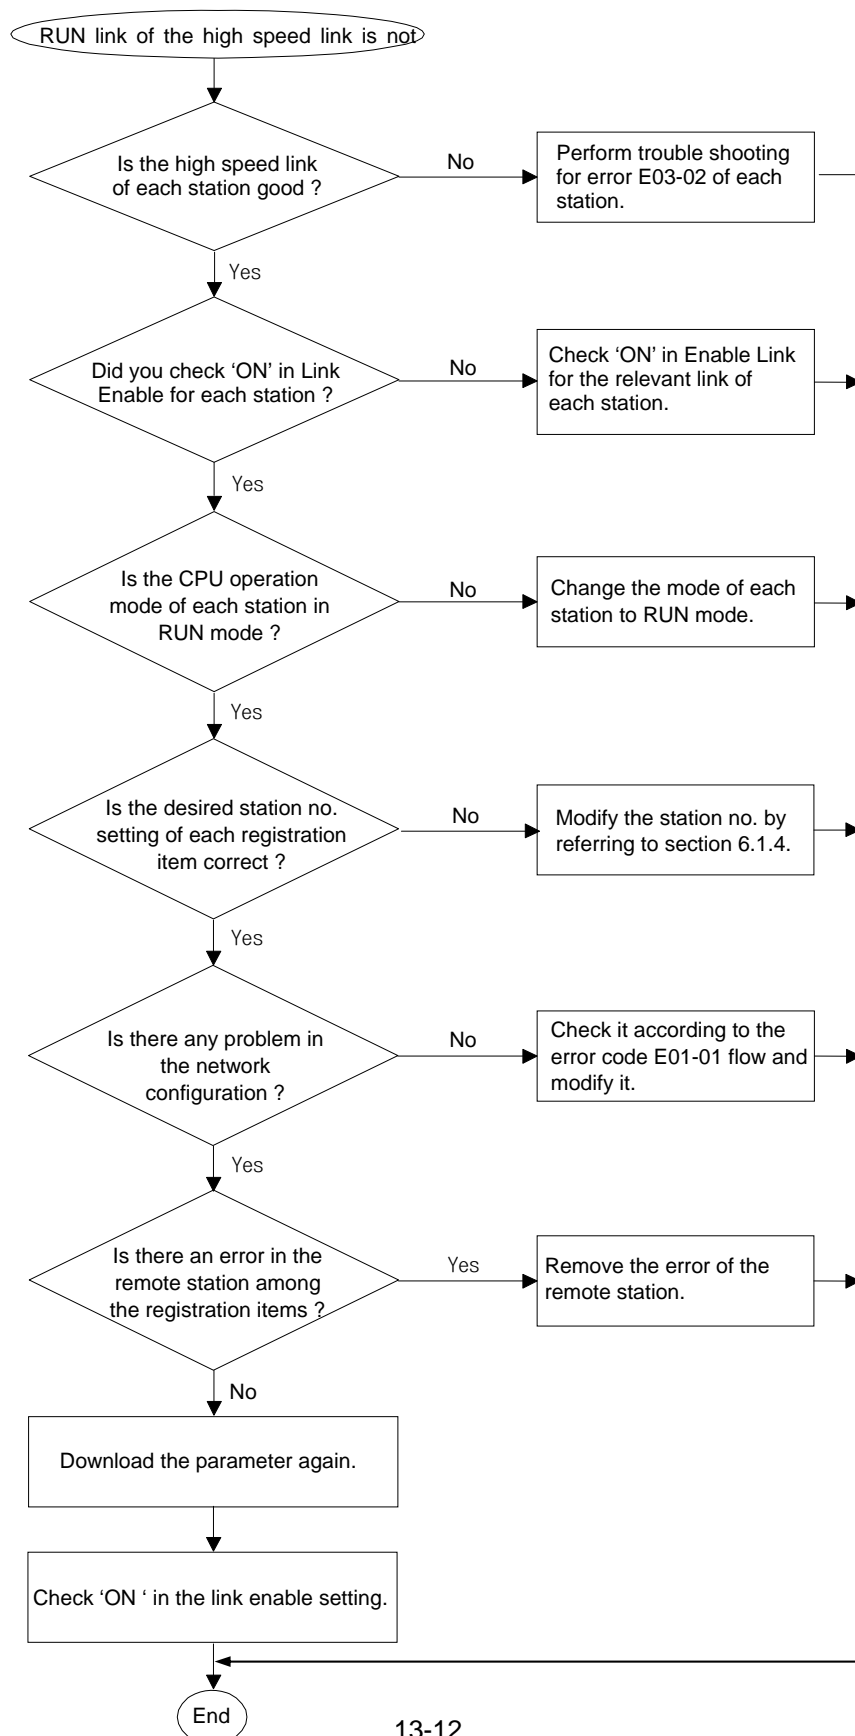 RUN link of the high speed link is not
Is the high speed link
of each station good ?
No
Perform trouble shooting
for error E03-02 of each
station.
Yes
Did you check ‘ON’ in Link
Enable for each station ?
No
Check ‘ON’ in Enable Link
for the relevant link of
each station.
Yes
Is the CPU operation
mode of each station in
RUN mode ?
No
Change the mode of each
station to RUN mode.
Yes
Is the desired station no.
setting of each registration
item correct ?
No
Modify the station no. by
referring to section 6.1.4.
Yes
Is there any problem in
the network
configuration ?
No
Check it according to the
error code E01-01 flow and
modify it.
Yes
Is there an error in the
remote station among
the registration items ?
Yes
Remove the error of the
remote station.
No
Download the parameter again.
Check ‘ON ‘ in the link enable setting.
End
13-12